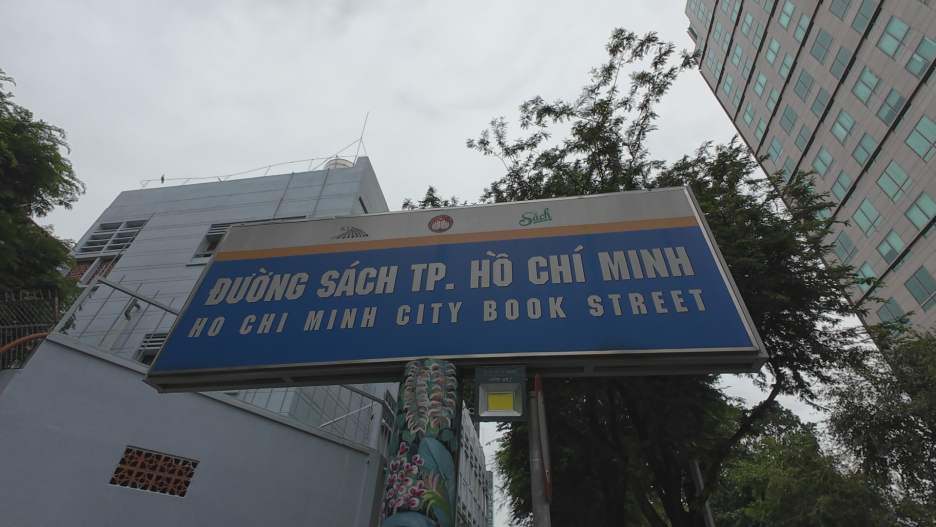 Sách
ĐƯỜNG SÁCH TP. HỒ CHÍ MINH
HO CHI MINH CITY BOOK STREET